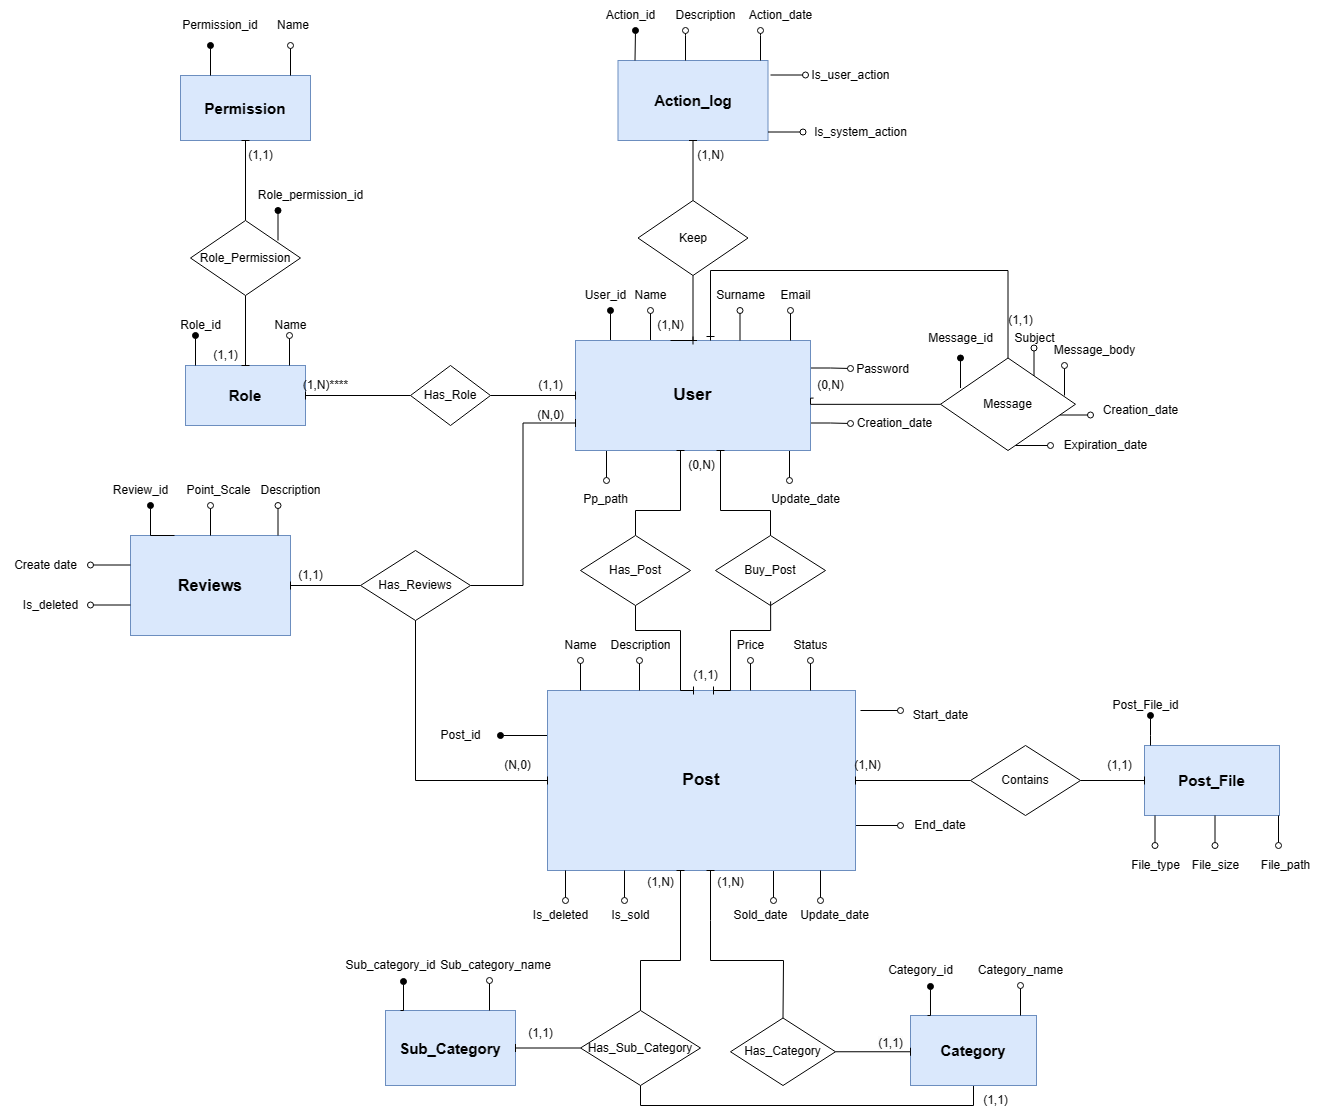 Action_id
Description
Action_date
Permission_id
Name
Is_user_action
Action_log
Permission
Is_system_action
(1,1)
(1,N)
Role_permission_id
Keep
Role_Permission
User_id
Name
Surname
Email
(1,1)
Role_id
Name
(1,N)
Message_id
Subject
Message_body
(1,1)
Password
(1,N)****
Has_Role
(1,1)
(0,N)
Role
User
Message
Creation_date
(N,0)
Creation_date
Expiration_date
(0,N)
Review_id
Point_Scale
Description
Pp_path
Update_date
Create date
Has_Post
Buy_Post
(1,1)
Reviews
Has_Reviews
Is_deleted
Name
Description
Price
Status
(1,1)
Post_File_id
Start_date
Post_id
(N,0)
(1,N)
(1,1)
Post
Contains
Post_File
End_date
File_type
File_size
File_path
(1,N)
(1,N)
Is_deleted
Is_sold
Sold_date
Update_date
Sub_category_id
Sub_category_name
Category_id
Category_name
(1,1)
(1,1)
Sub_Category
Has_Sub_Category
Has_Category
Category
(1,1)